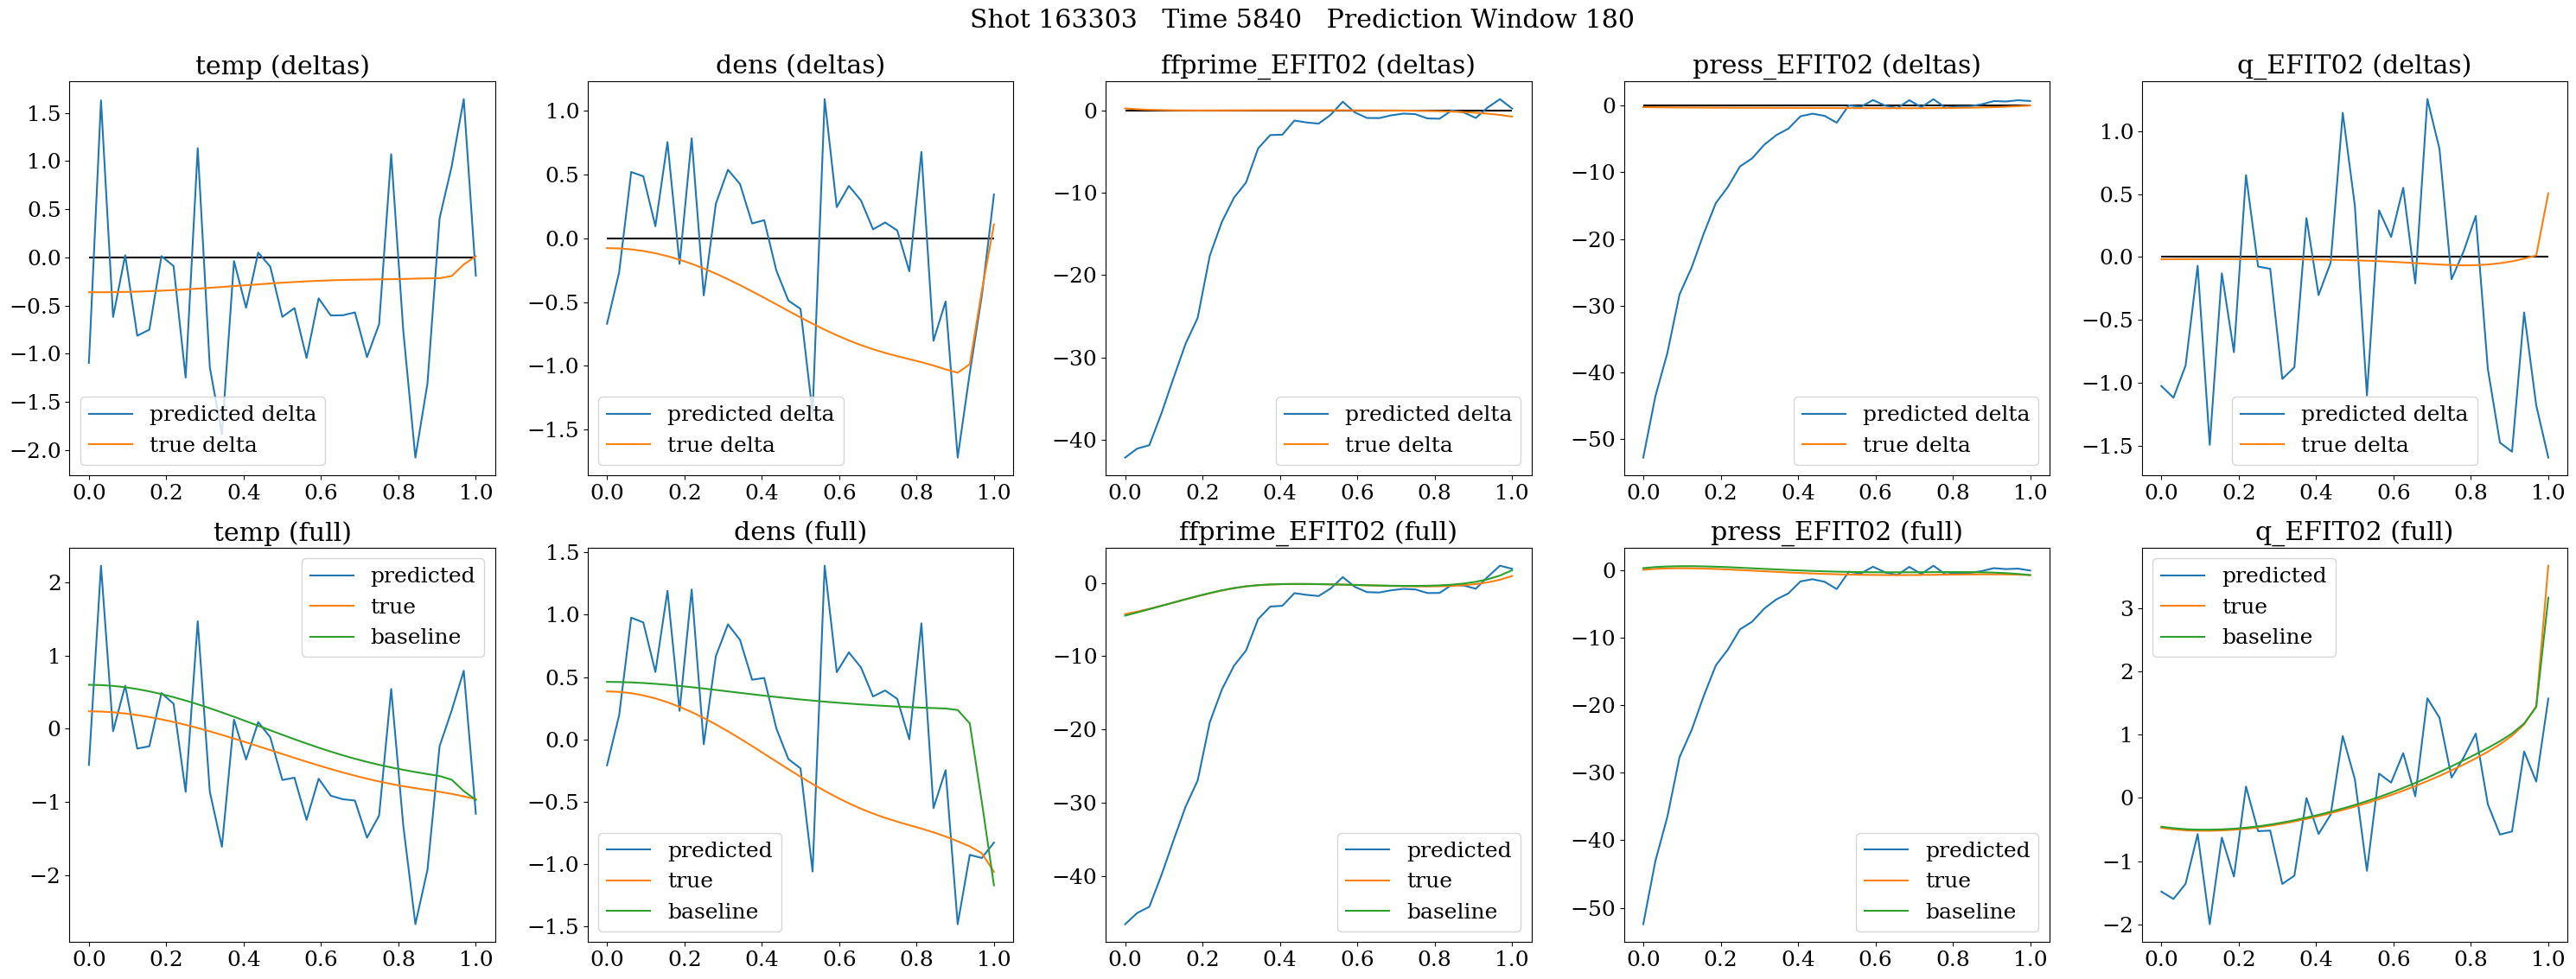 Shot 163303   Time 5840   Prediction Window 180
temp (deltas)
1.5
1.0
0.5
0.0
−0.5
−1.0
−1.5
−2.0
predicted delta
true delta
0.0 0.2 0.4 0.6 0.8 1.0
dens (deltas)
1.0
0.5
0.0
−0.5
−1.0
−1.5
predicted delta
true delta
0.0 0.2 0.4 0.6 0.8 1.0
ffprime_EFIT02 (deltas)
0
−10
−20
−30
−40
predicted delta
true delta
0.0 0.2 0.4 0.6 0.8 1.0
press_EFIT02 (deltas)
0
−10
−20
−30
−40
−50
predicted delta
true delta
0.0 0.2 0.4 0.6 0.8 1.0
q_EFIT02 (deltas)
1.0
0.5
0.0
−0.5
−1.0
−1.5
predicted delta
true delta
0.0 0.2 0.4 0.6 0.8 1.0
temp (full)
2
1
0
−1
−2
predicted
true
baseline
0.0 0.2 0.4 0.6 0.8 1.0
dens (full)
1.5
1.0
0.5
0.0
−0.5
−1.0
−1.5
predicted
true
baseline
0.0 0.2 0.4 0.6 0.8 1.0
ffprime_EFIT02 (full)
0
−10
−20
−30
−40
predicted
true
baseline
0.0 0.2 0.4 0.6 0.8 1.0
press_EFIT02 (full)
0
−10
−20
−30
−40
−50
predicted
true
baseline
0.0 0.2 0.4 0.6 0.8 1.0
q_EFIT02 (full)
3
2
1
0
−1
−2
predicted
true
baseline
0.0 0.2 0.4 0.6 0.8 1.0